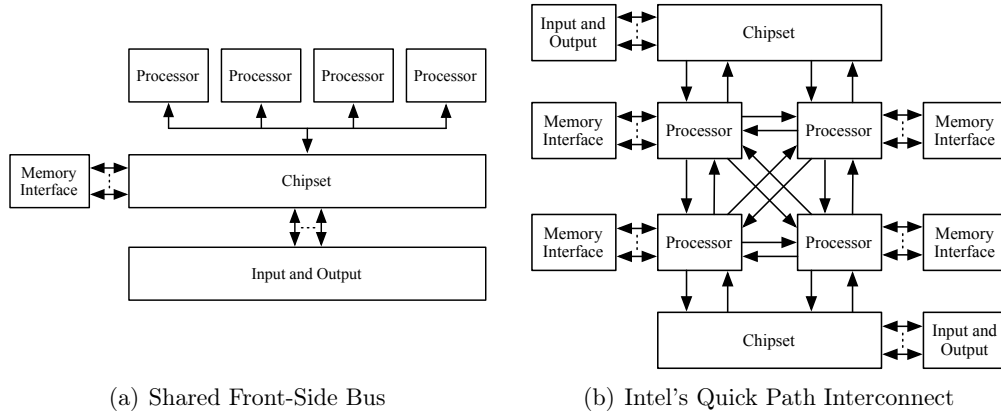 Processor Processor Processor Processor
Memory
Interface
Chipset
Input and Output
(a) Shared Front-Side Bus
Input and
Output
Chipset
Memory
Interface
Processor
Processor
Memory
Interface
Memory
Interface
Processor
Processor
Memory
Interface
Chipset
Input and
Output
(b) Intel's Quick Path Interconnect